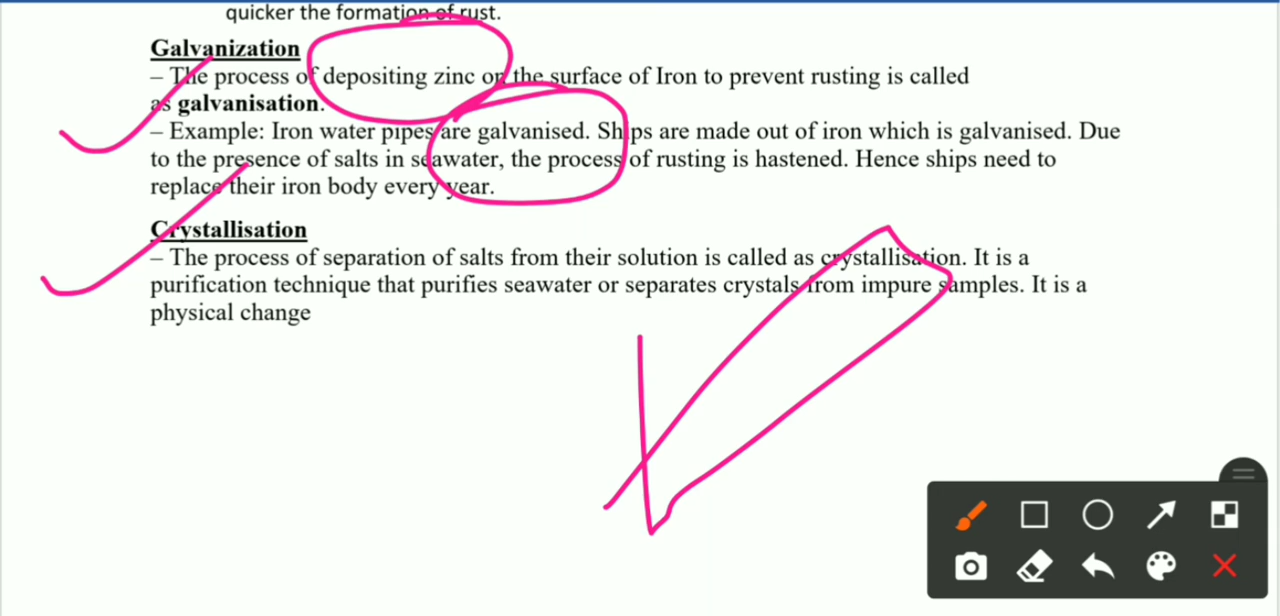 quicker the formation of rust.
Galvanization
– The process of depositing zinc on the surface of Iron to prevent rusting is called
as galvanisation.
– Example: Iron water pipes are galvanised. Ships are made out of iron which is galvanised. Due
to the presence of salts in seawater, the process of rusting is hastened. Hence ships need to
replace their iron body every year.
Crystallisation
– The process of separation of salts from their solution is called as crystallisation. It is a
purification technique that purifies seawater or separates crystals from impure samples. It is a
physical change